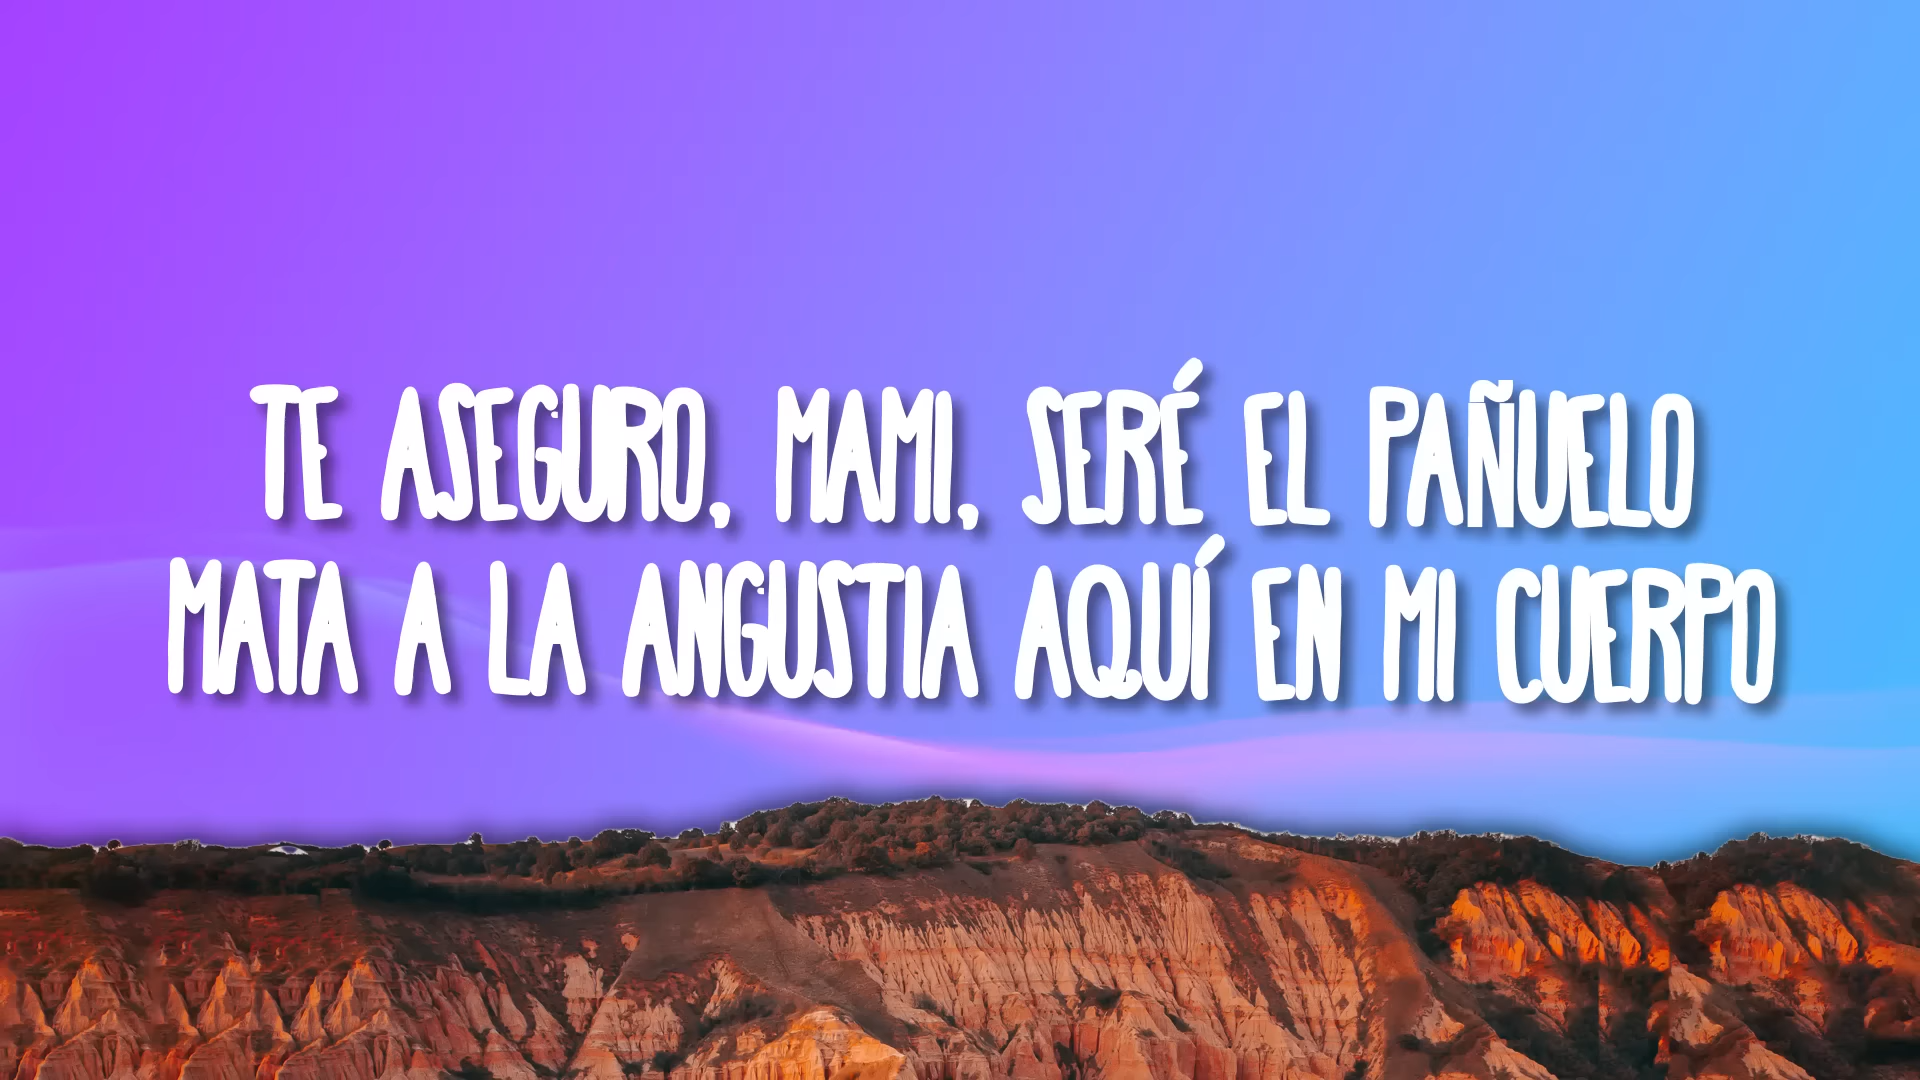 TE ASEGURO, MAMI, SERÉ EL PAÑUELO
MATA A LA ANGUSTIA AQUÍ EN MI CUERPO